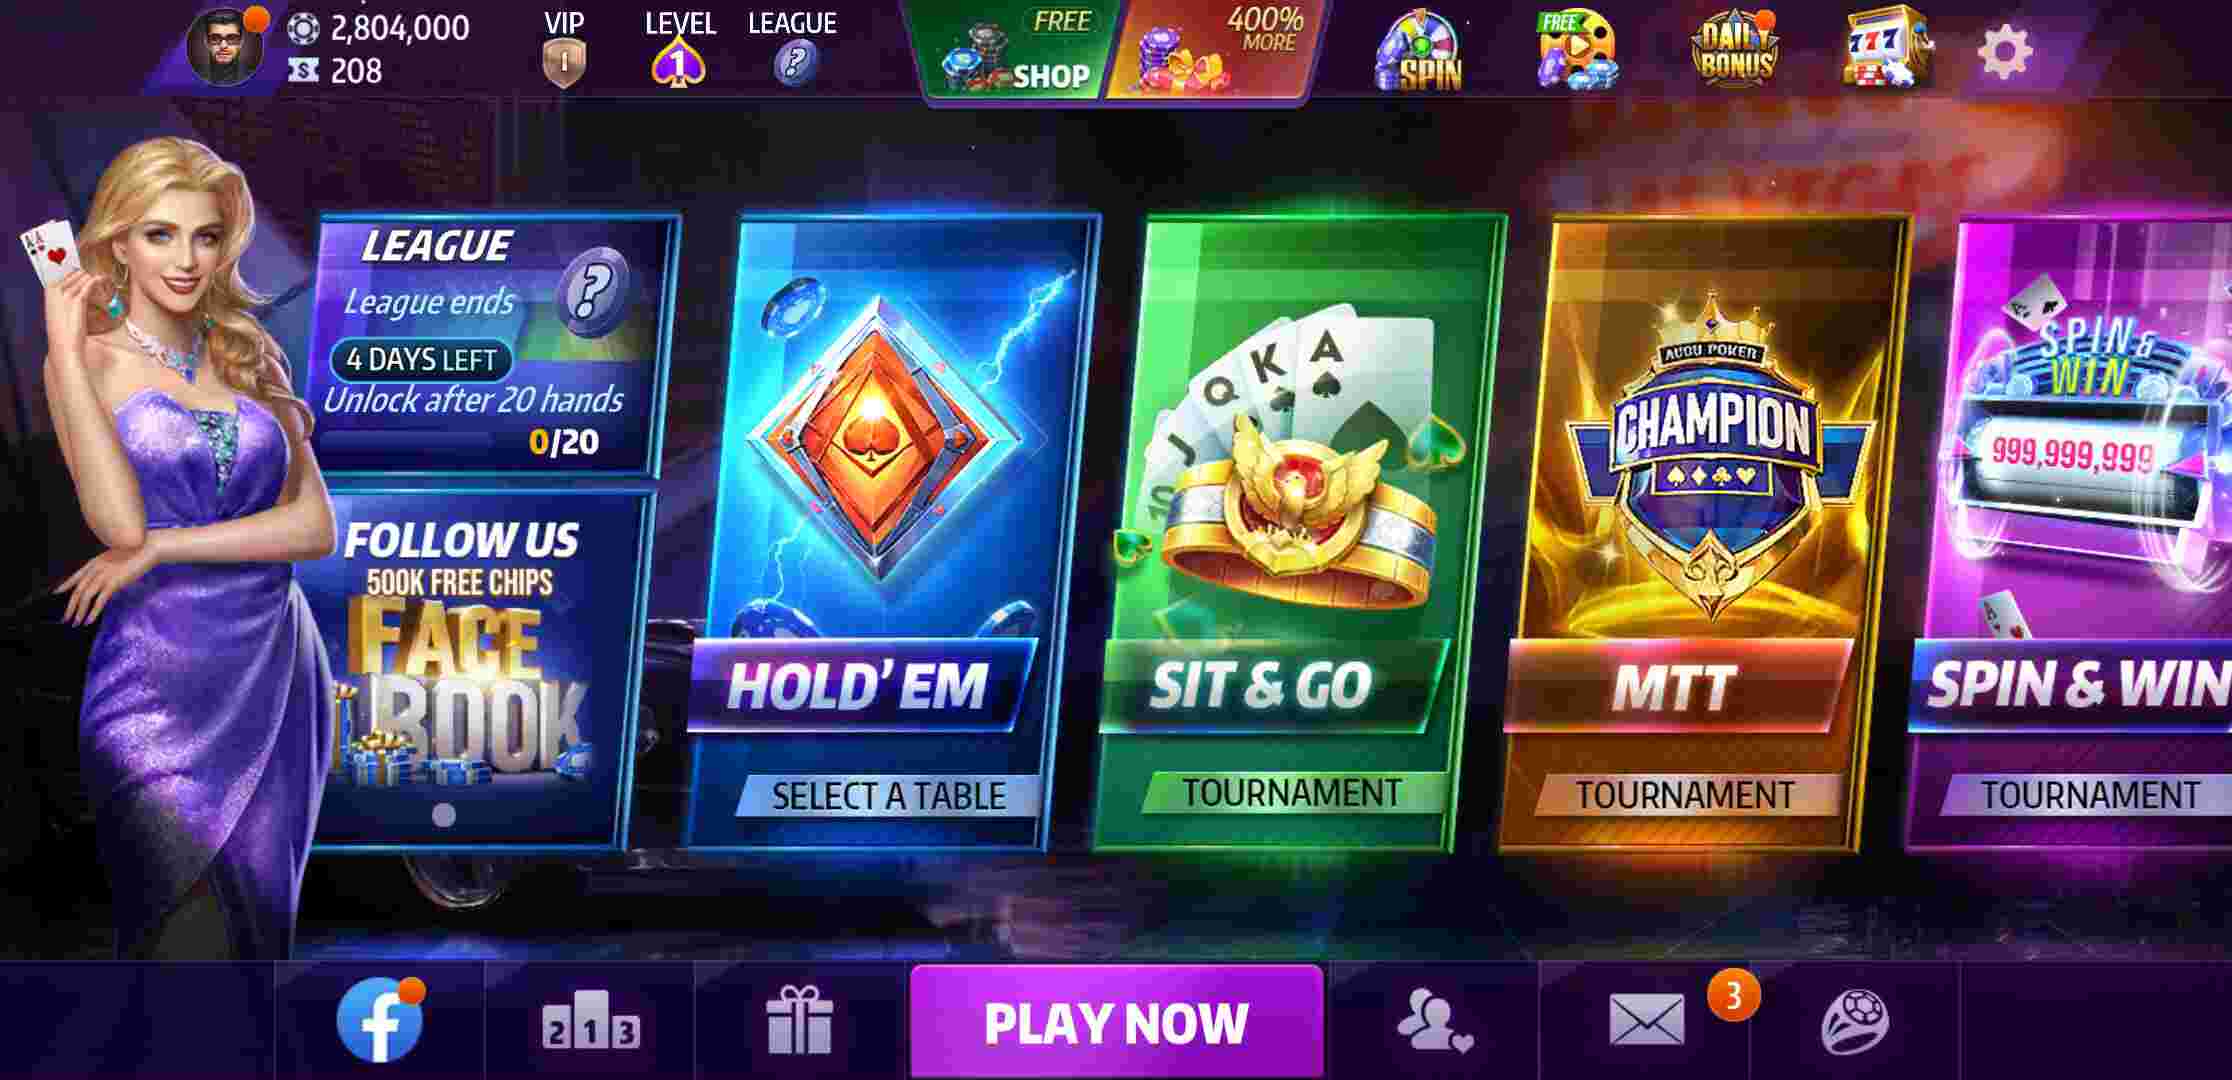 2,804,000
208
VIP
1
LEVEL
1
LEAGUE
?
FREE
SHOP
400%
MORE
SPIN
FREE
DAILY
BONUS
777
A A
LEAGUE
League ends
?
4 DAYS LEFT
Unlock after 20 hands
0/20
FOLLOW US
500K FREE CHIPS
FACE
BOOK
HOLD'EM
SELECT A TABLE
10 J Q K A
SIT & GO
TOURNAMENT
CHAMPION
MTT
TOURNAMENT
SPIN &
WIN
999,999,999
A
SPIN & WIN
TOURNAMENT
f
2 1 3
PLAY NOW
3